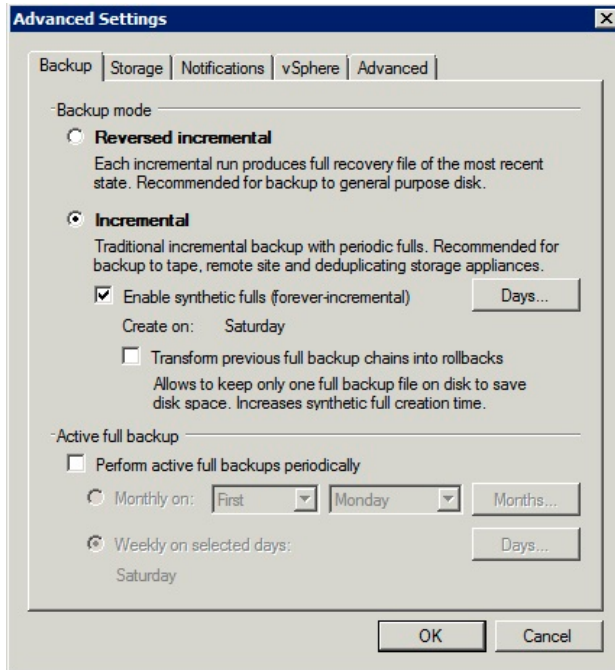 Advanced Settings
Backup Storage Notifications vSphere Advanced
Backup mode
Reversed incremental
Each incremental run produces full recovery file of the most recent
state. Recommended for backup to general purpose disk.
Incremental
Traditional incremental backup with periodic fulls. Recommended for
backup to tape, remote site and deduplicating storage appliances.
Enable synthetic fulls (forever-incremental) Days...
Create on: Saturday
Transform previous full backup chains into rollbacks
Allows to keep only one full backup file on disk to save
disk space. Increases synthetic full creation time.
Active full backup
Perform active full backups periodically
Monthly on: First Monday Months...
Weekly on selected days: Days...
Saturday
OK Cancel